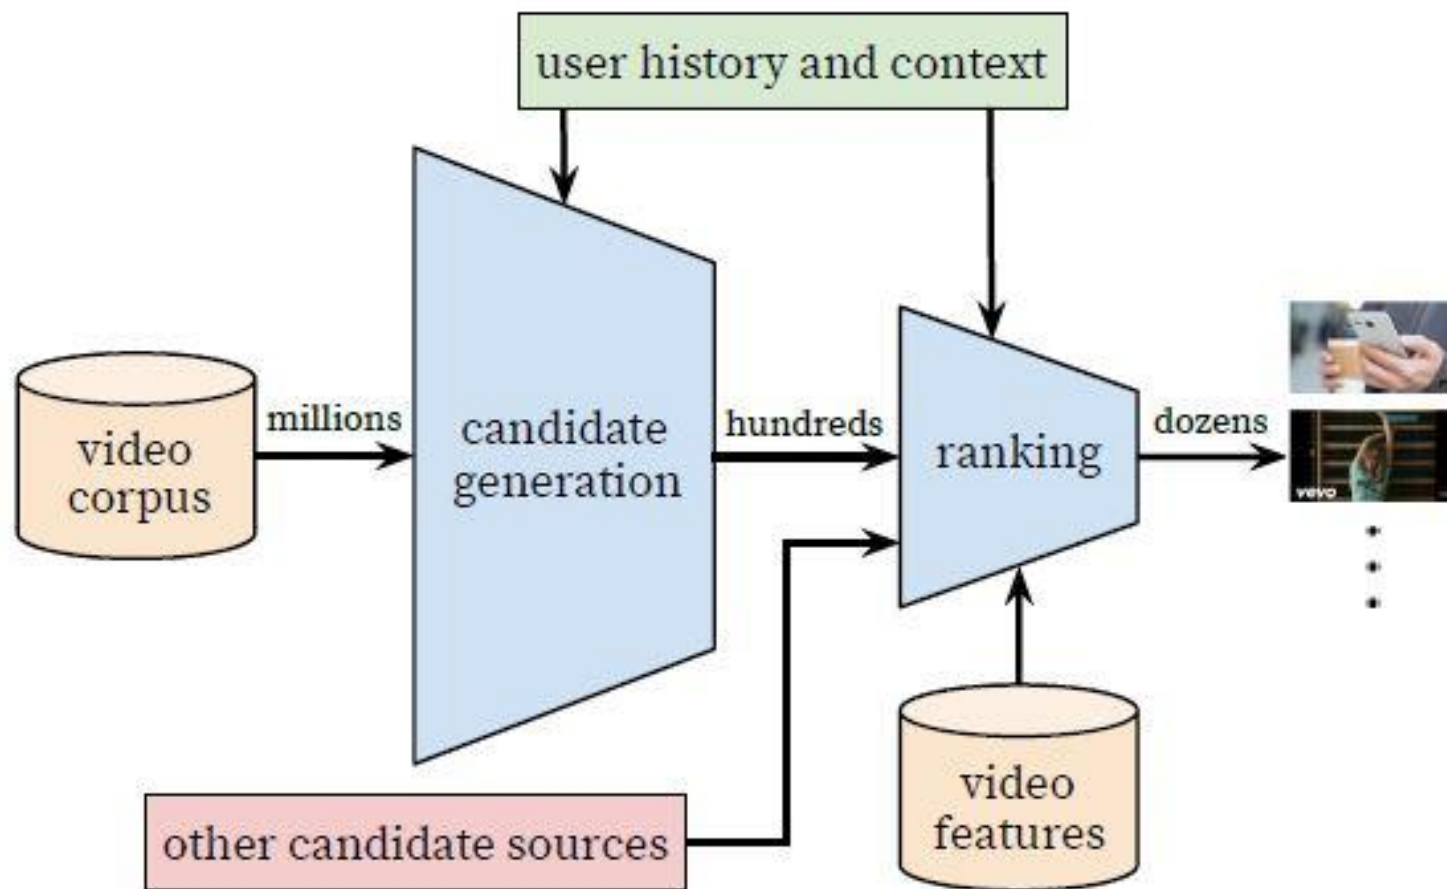 user history and context
millions
video
corpus
candidate
generation
hundreds
ranking
dozens
vevo
other candidate sources
video
features